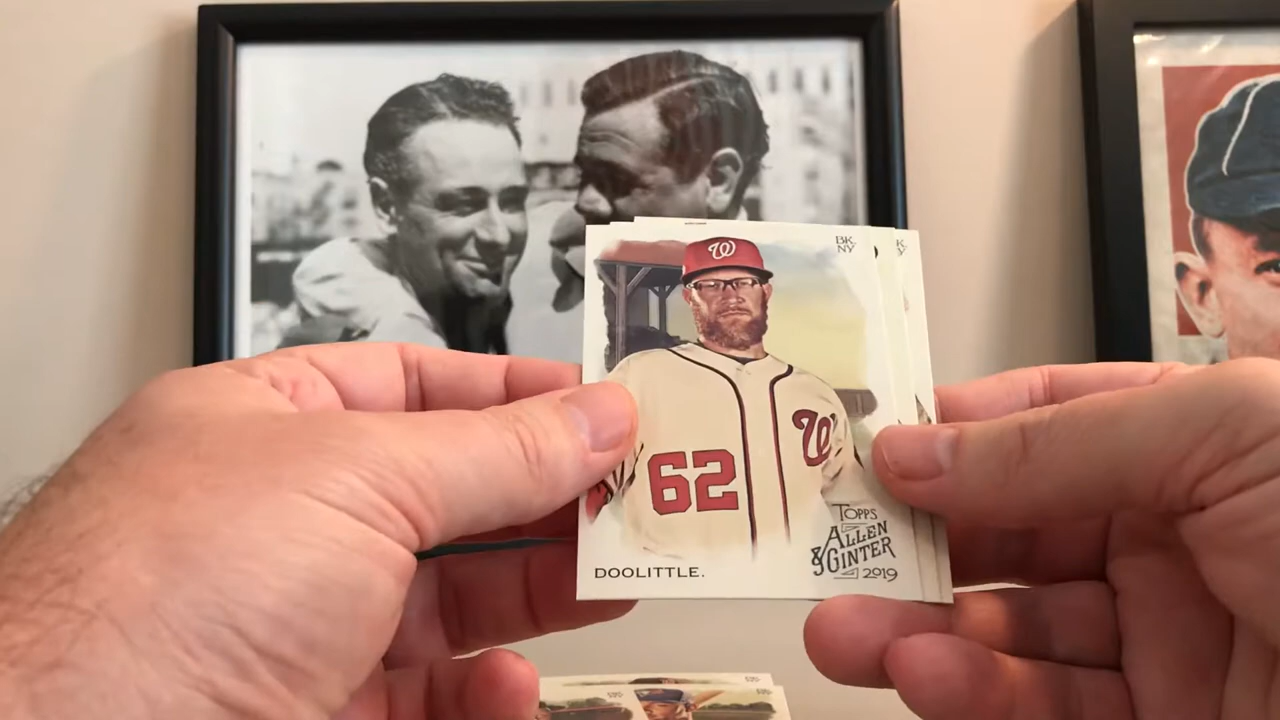 W
BK.
NY
K.
Y
W
62
TOPPS
ALLEN
& GINTER
2019
DOOLITTLE.